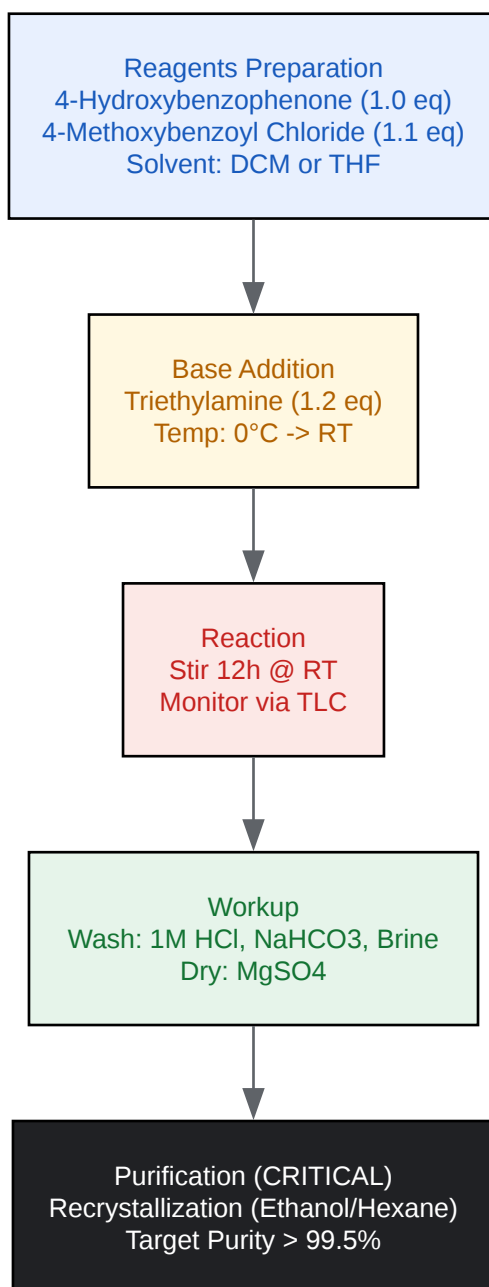 Reagents Preparation
4-Hydroxybenzophenone (1.0 eq)
4-Methoxybenzoyl Chloride (1.1 eq)
Solvent: DCM or THF
Base Addition
Triethylamine (1.2 eq)
Temp: 0°C -> RT
Reaction
Stir 12h @ RT
Monitor via TLC
Workup
Wash: 1M HCl, NaHCO3, Brine
Dry: MgSO4
Purification (CRITICAL)
Recrystallization (Ethanol/Hexane)
Target Purity > 99.5%